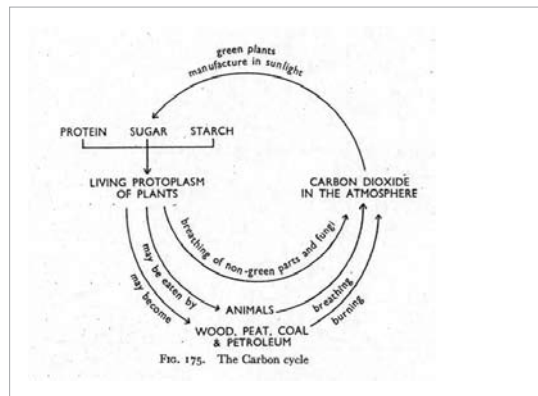 green plants
manufacture in sunlight
PROTEIN SUGAR STARCH
LIVING PROTOPLASM
OF PLANTS
CARBON DIOXIDE
IN THE ATMOSPHERE
breathing of non-green parts and fungi
may be eaten by
may become
ANIMALS
breathing
WOOD, PEAT, COAL
& PETROLEUM
burning
FIG. 175. The Carbon cycle